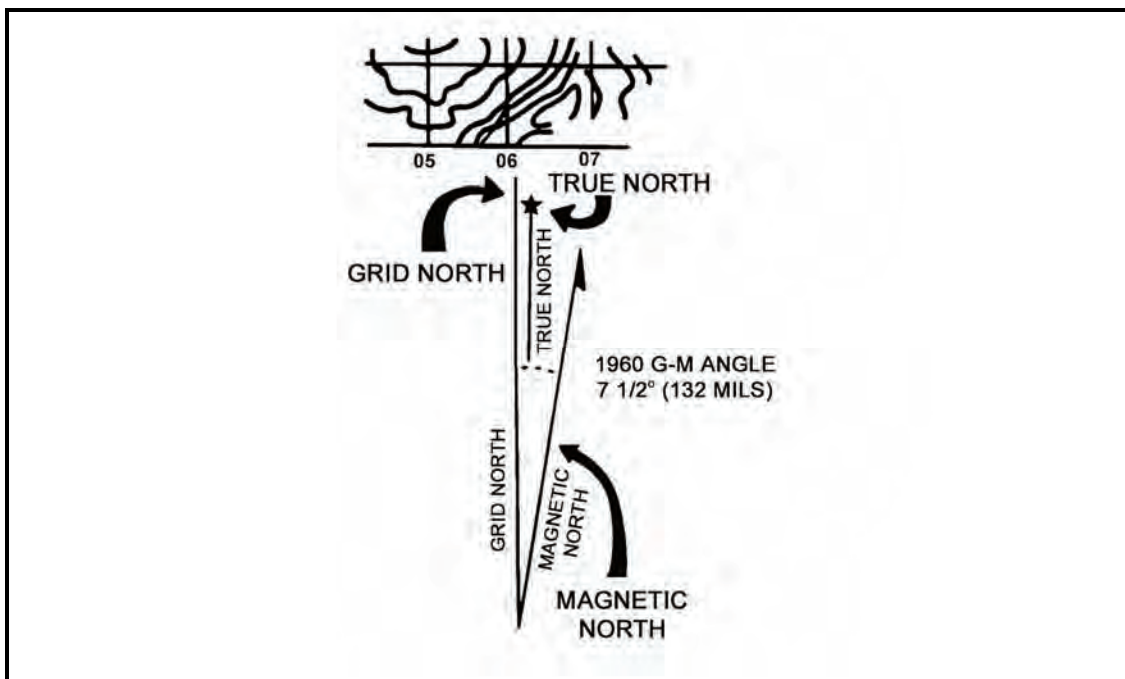 05 06 07
TRUE NORTH
GRID NORTH
TRUE NORTH
1960 G-M ANGLE
7 1/2° (132 MILS)
GRID NORTH
MAGNETIC
NORTH
MAGNETIC
NORTH